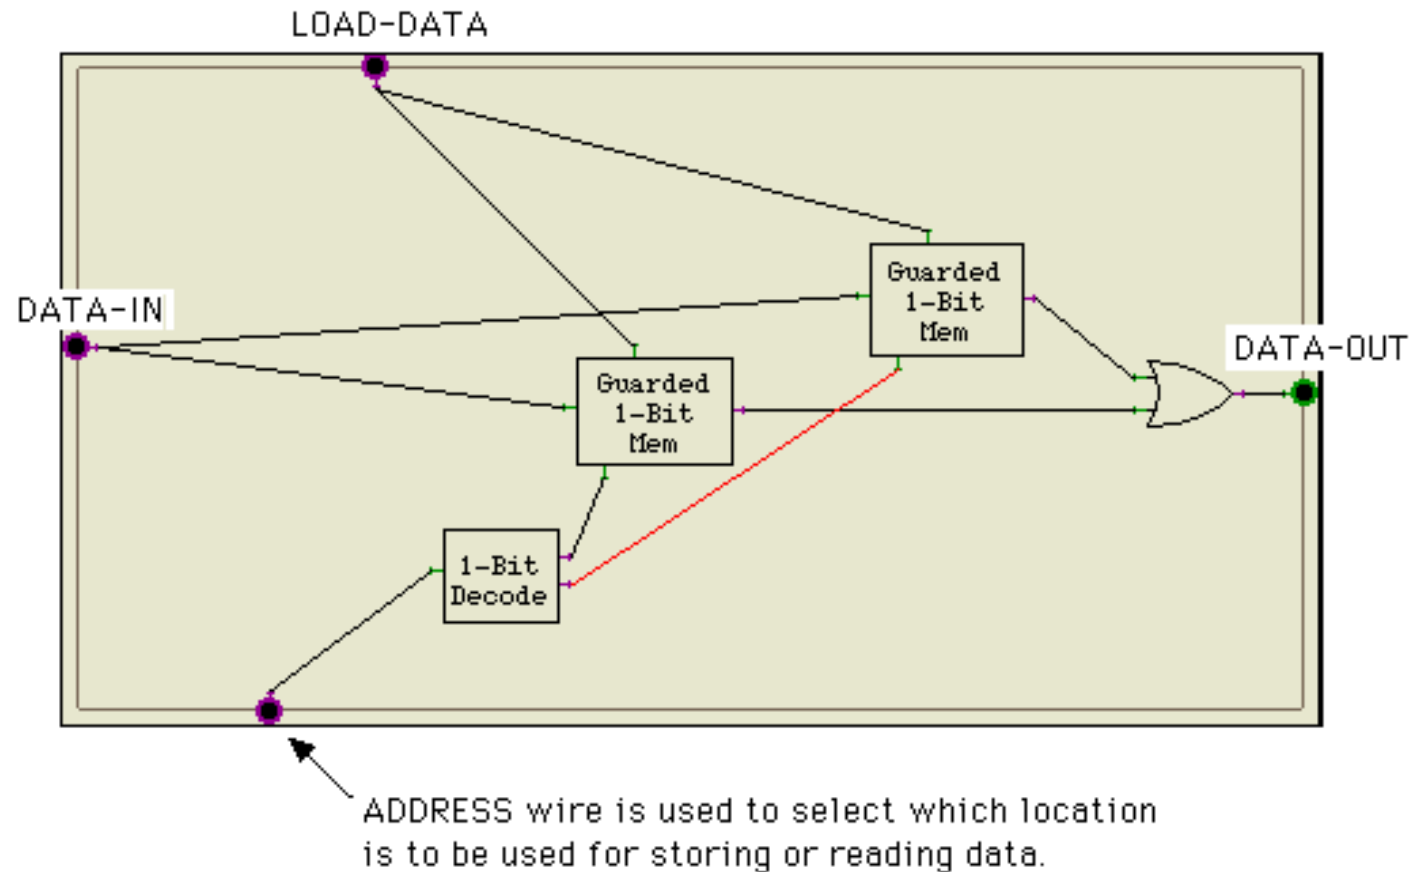 LOAD-DATA
Guarded
1-Bit
Mem
DATA-IN
DATA-OUT
Guarded
1-Bit
Mem
1-Bit
Decode
ADDRESS wire is used to select which location
is to be used for storing or reading data.